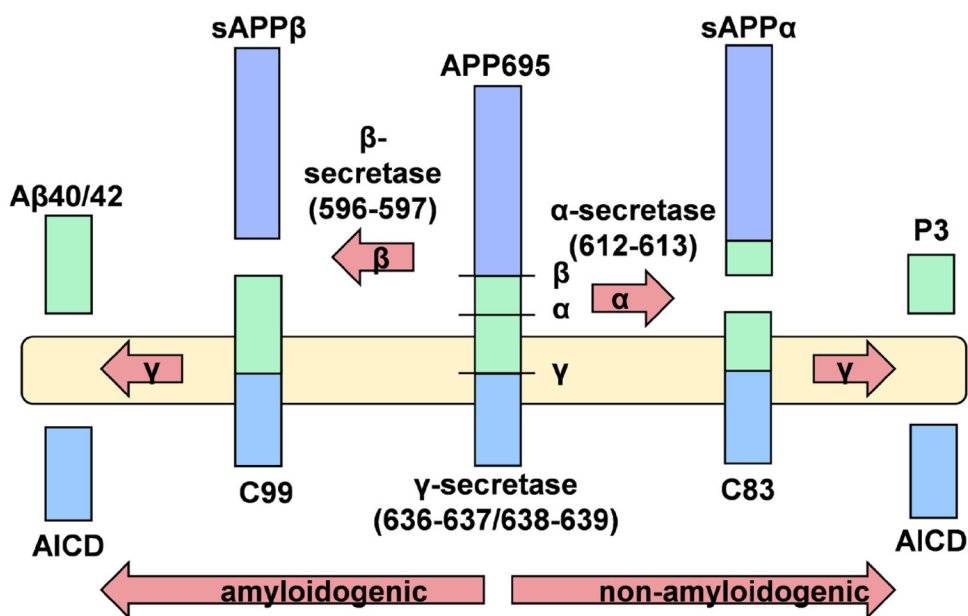 sAPPβ
APP695
sAPPα
β-
secretase
(596-597)
Aβ40/42
α-secretase
(612-613)
P3
β
β
α
α
γ
γ
γ
C99
γ-secretase
(636-637/638-639)
C83
AICD
AICD
amyloidogenic
non-amyloidogenic